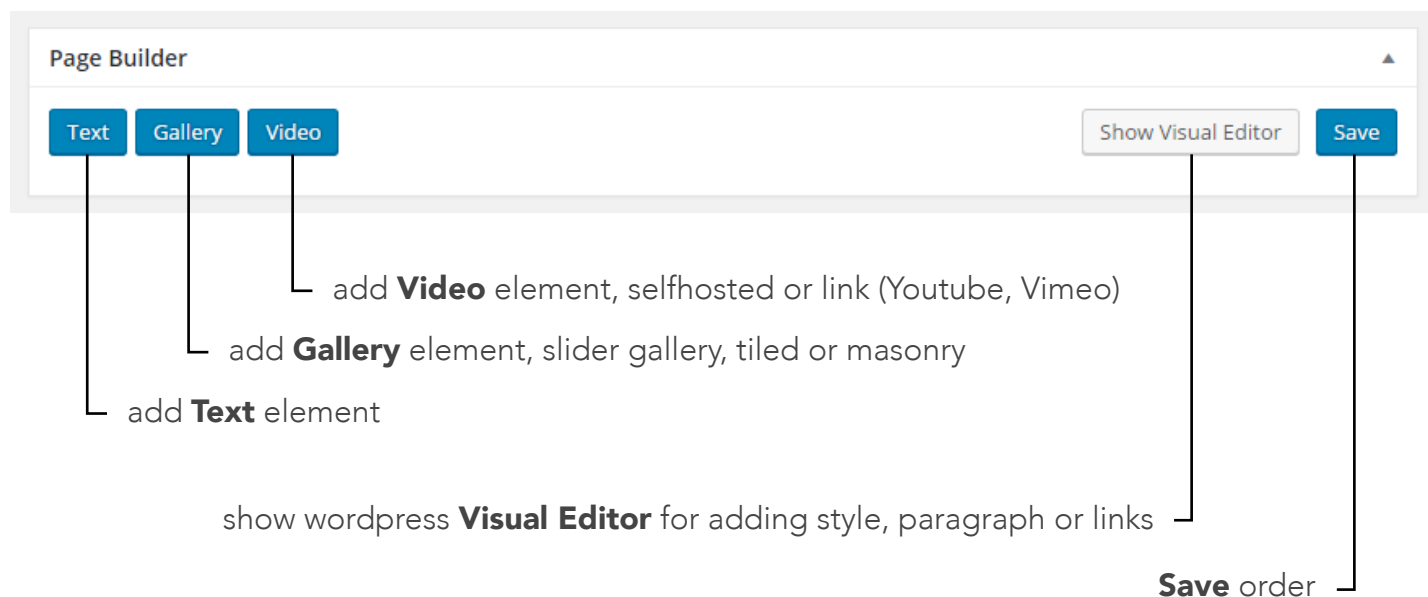 Page Builder
Text Gallery Video Show Visual Editor Save
add Video element, selfhosted or link (Youtube, Vimeo)
add Gallery element, slider gallery, tiled or masonry
add Text element
show wordpress Visual Editor for adding style, paragraph or links
Save order